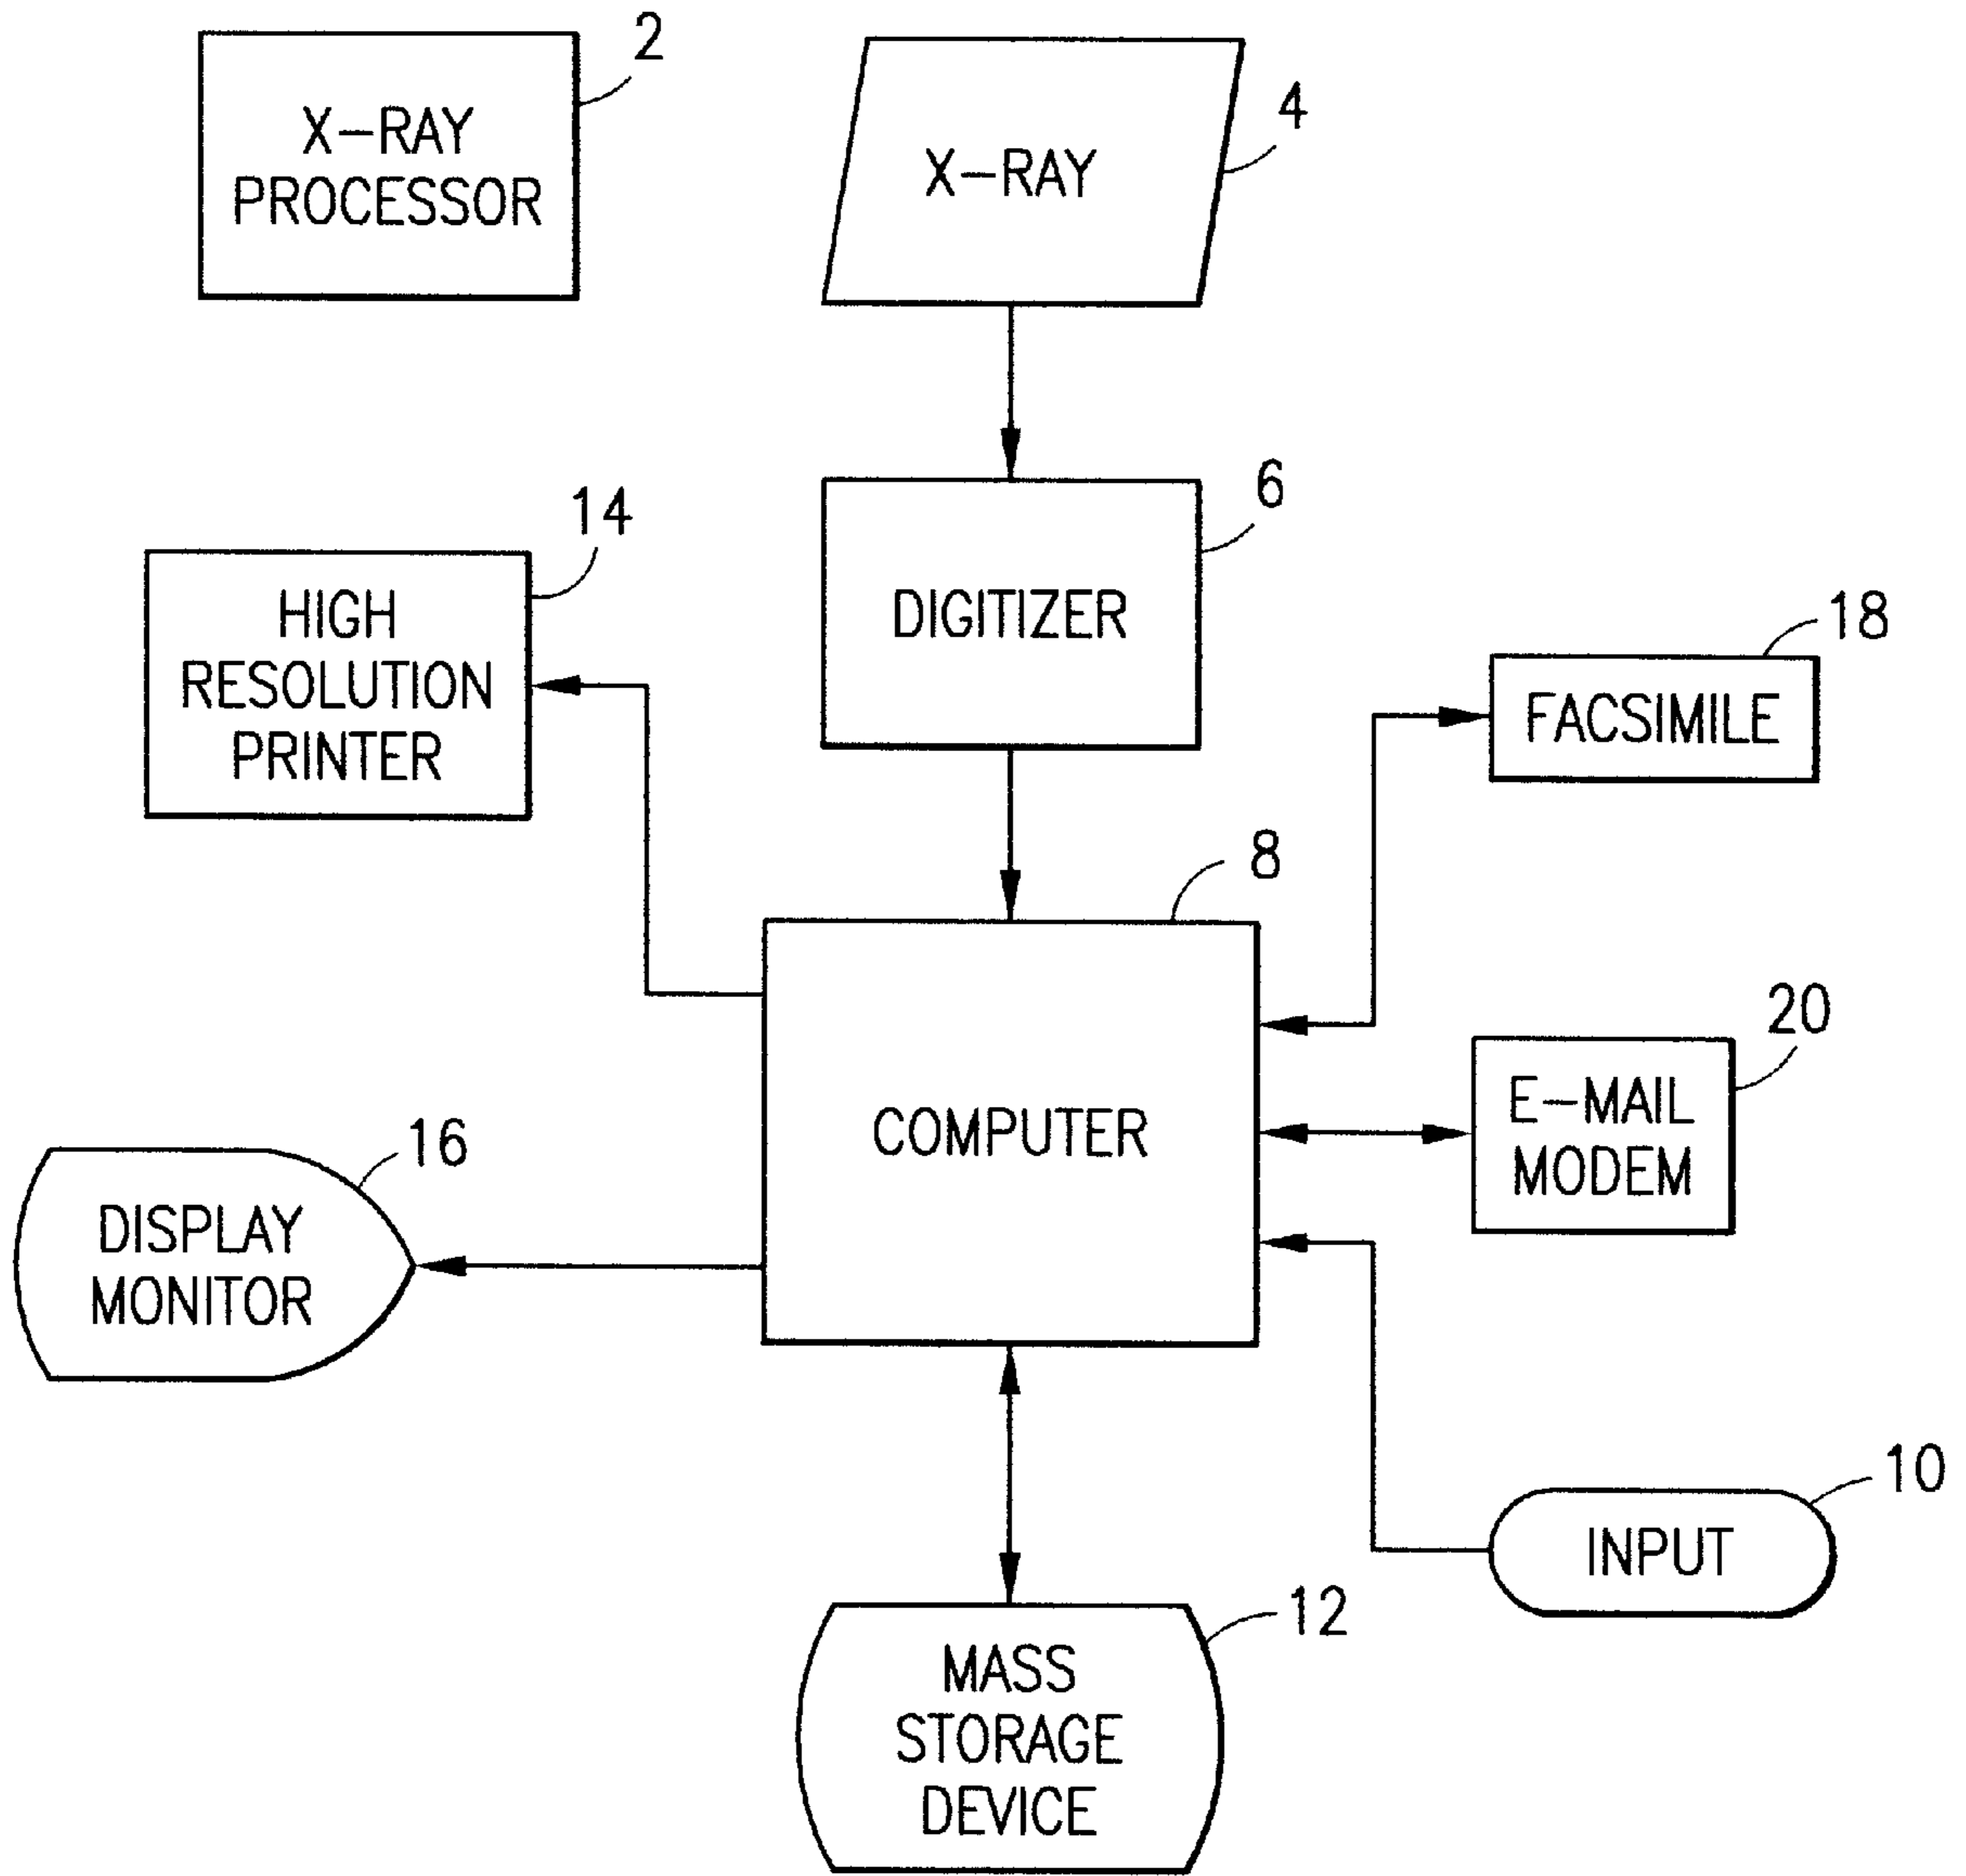 2
X-RAY
PROCESSOR
4
X-RAY
6
DIGITIZER
14
HIGH
RESOLUTION
PRINTER
18
FACSIMILE
8
COMPUTER
20
E-MAIL
MODEM
16
DISPLAY
MONITOR
10
INPUT
12
MASS
STORAGE
DEVICE